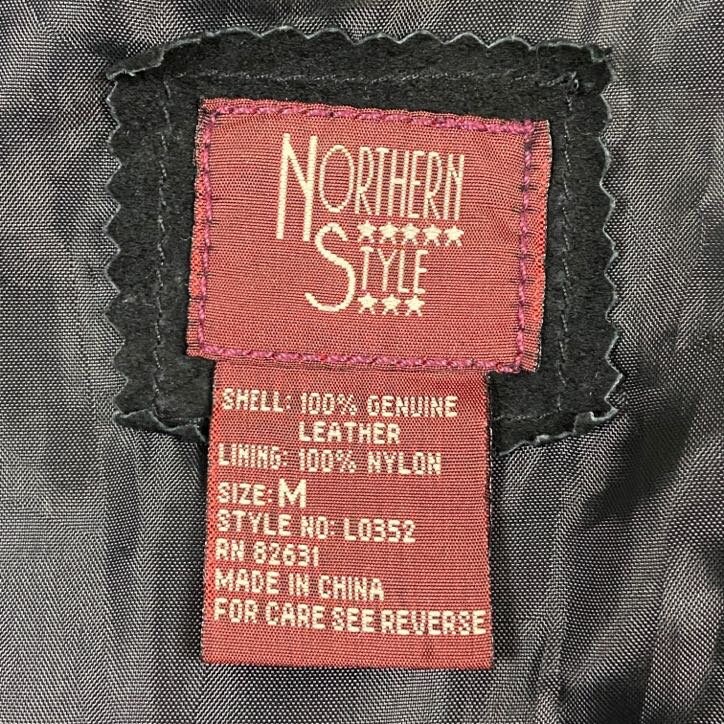 NORTHERN
STYLE
SHELL: 100% GENUINE
LEATHER
LINING: 100% NYLON
SIZE: M
STYLE NO: L0352
RN 82631
MADE IN CHINA
FOR CARE SEE REVERSE